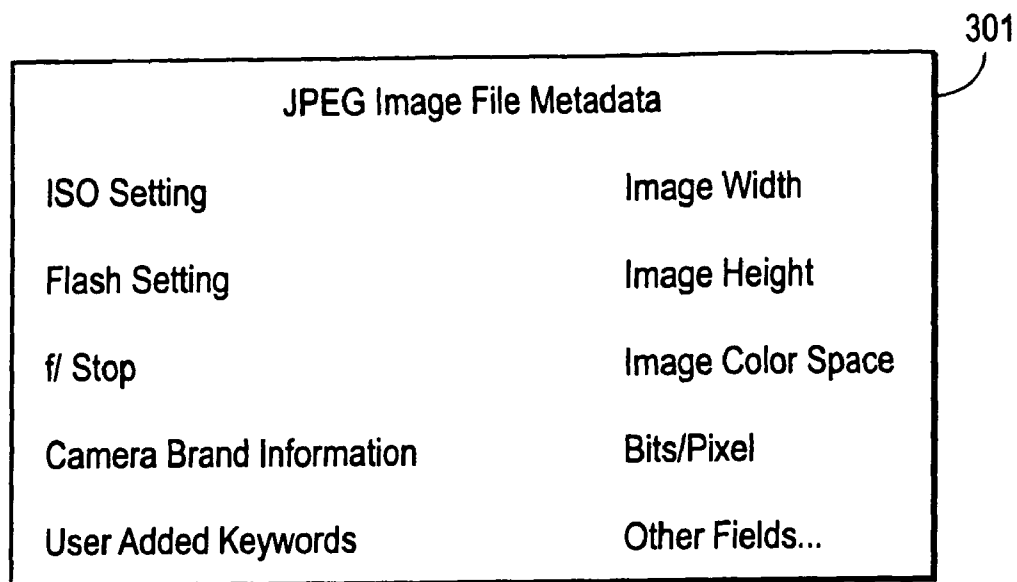 301
JPEG Image File Metadata
ISO Setting
Image Width
Flash Setting
Image Height
f/ Stop
Image Color Space
Camera Brand Information
Bits/Pixel
User Added Keywords
Other Fields...